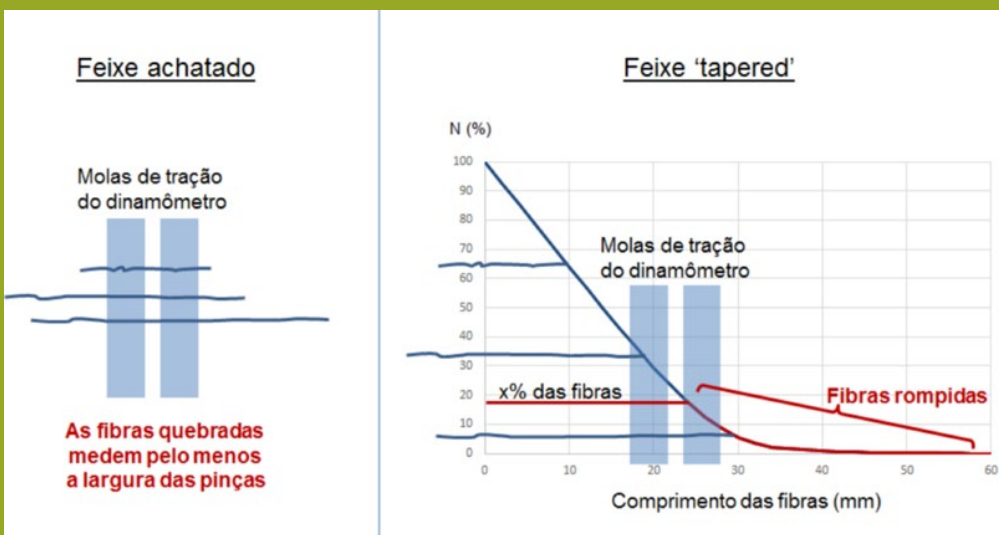 Feixe achatado
Molas de tração
do dinamômetro
As fibras quebradas
medem pelo menos
a largura das pinças
Feixe ‘tapered’
N (%)
100
90
80
70
60
50
40
30
20
10
0
Molas de tração
do dinamômetro
x% das fibras
Fibras rompidas
0 10 20 30 40 50 60
Comprimento das fibras (mm)